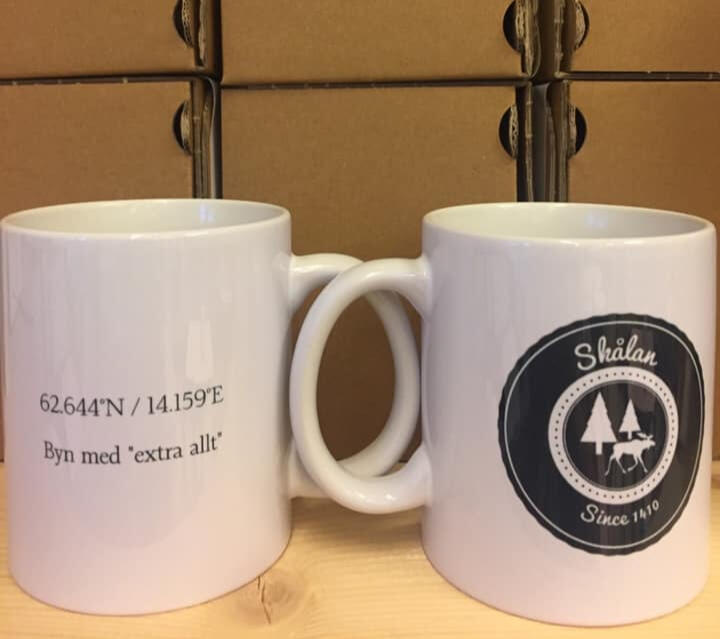 62.644°N / 14.159°E
Byn med "extra allt"
Skålan
Since 1410